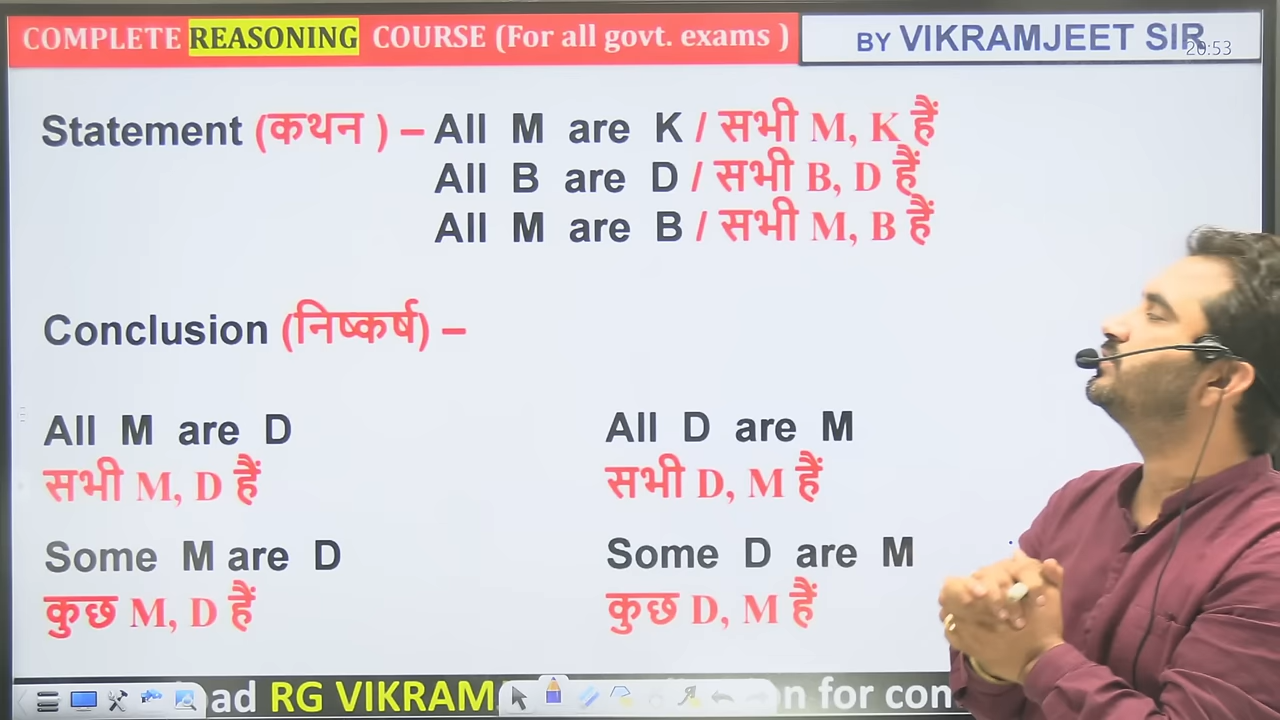 COMPLETE REASONING COURSE (For all govt. exams )
BY VIKRAMJEET SIR
20:53
Statement (कथन ) – All M are K / सभी M, K हैं
All B are D / सभी B, D हैं
All M are B / सभी M, B हैं
Conclusion (निष्कर्ष) –
All M are D
सभी M, D हैं
All D are M
सभी D, M हैं
Some M are D
कुछ M, D हैं
Some D are M
कुछ D, M हैं
RG VIKRAM for con